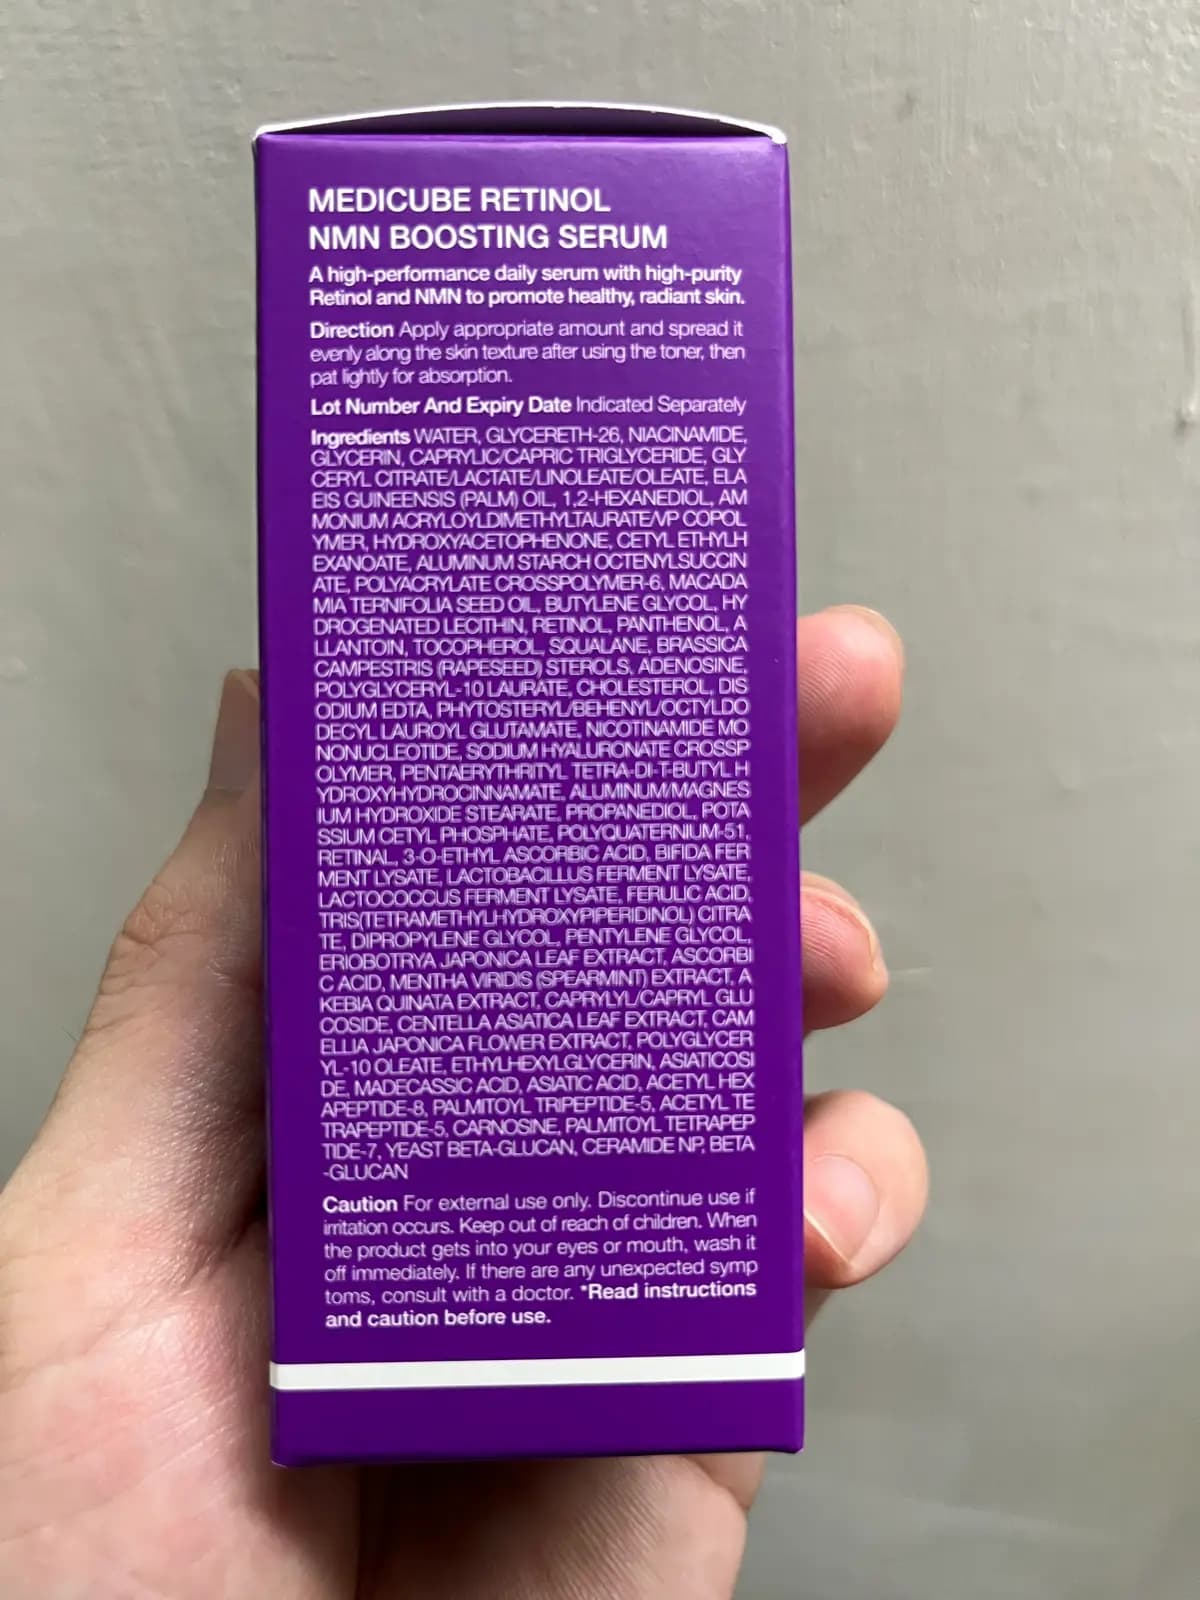 MEDICUBE RETINOL
NMN BOOSTING SERUM
A high-performance daily serum with high-purity
Retinol and NMN to promote healthy, radiant skin.
Direction Apply appropriate amount and spread it
evenly along the skin texture after using the toner, then
pat lightly for absorption.
Lot Number And Expiry Date Indicated Separately
Ingredients WATER, GLYCERETH-26, NIACINAMIDE,
GLYCERIN, CAPRYLIC/CAPRIC TRIGLYCERIDE, GLY
CERYL CITRATE/LACTATE/LINOLEATE/OLEATE, ELA
EIS GUINEENSIS (PALM) OIL, 1,2-HEXANEDIOL, AM
MONIUM ACRYLOYLDIMETHYLTAURATE/VP COPOL
YMER, HYDROXYACETOPHENONE, CETYL ETHYLH
EXANOATE, ALUMINUM STARCH OCTENYLSUCCIN
ATE, POLYACRYLATE CROSSPOLYMER-6, MACADA
MIA TERNIFOLIA SEED OIL, BUTYLENE GLYCOL, HY
DROGENATED LECITHIN, RETINOL, PANTHENOL, A
LLANTOIN, TOCOPHEROL, SQUALANE, BRASSICA
CAMPESTRIS (RAPESEED) STEROLS, ADENOSINE,
POLYGLYCERYL-10 LAURATE, CHOLESTEROL, DIS
ODIUM EDTA, PHYTOSTERYL/BEHENYL/OCTYLDO
DECYL LAUROYL GLUTAMATE, NICOTINAMIDE MO
NONUCLEOTIDE, SODIUM HYALURONATE CROSSP
OLYMER, PENTAERYTHRITYL TETRA-DI-T-BUTYL H
YDROXYHYDROCINNAMATE, ALUMINUM/MAGNES
IUM HYDROXIDE STEARATE, PROPANEDIOL, POTA
SSIUM CETYL PHOSPHATE, POLYQUATERNIUM-51,
RETINAL, 3-O-ETHYL ASCORBIC ACID, BIFIDA FER
MENT LYSATE, LACTOBACILLUS FERMENT LYSATE,
LACTOCOCCUS FERMENT LYSATE, FERULIC ACID,
TRIS(TETRAMETHYLHYDROXYPIPERIDINOL) CITRA
TE, DIPROPYLENE GLYCOL, PENTYLENE GLYCOL,
ERIOBOTRYA JAPONICA LEAF EXTRACT, ASCORBI
C ACID, MENTHA VIRIDIS (SPEARMINT) EXTRACT, A
KEBIA QUINATA EXTRACT, CAPRYLYL/CAPRYL GLU
COSIDE, CENTELLA ASIATICA LEAF EXTRACT, CAM
ELLIA JAPONICA FLOWER EXTRACT, POLYGLYCER
YL-10 OLEATE, ETHYLHEXYLGLYCERIN, ASIATICOSI
DE, MADECASSIC ACID, ASIATIC ACID, ACETYL HEX
APEPTIDE-8, PALMITOYL TRIPEPTIDE-5, ACETYL TE
TRAPEPTIDE-5, CARNOSINE, PALMITOYL TETRAPEP
TIDE-7, YEAST BETA-GLUCAN, CERAMIDE NP, BETA
-GLUCAN
Caution For external use only. Discontinue use if
irritation occurs. Keep out of reach of children. When
the product gets into your eyes or mouth, wash it
off immediately. If there are any unexpected symp
toms, consult with a doctor. *Read instructions
and caution before use.